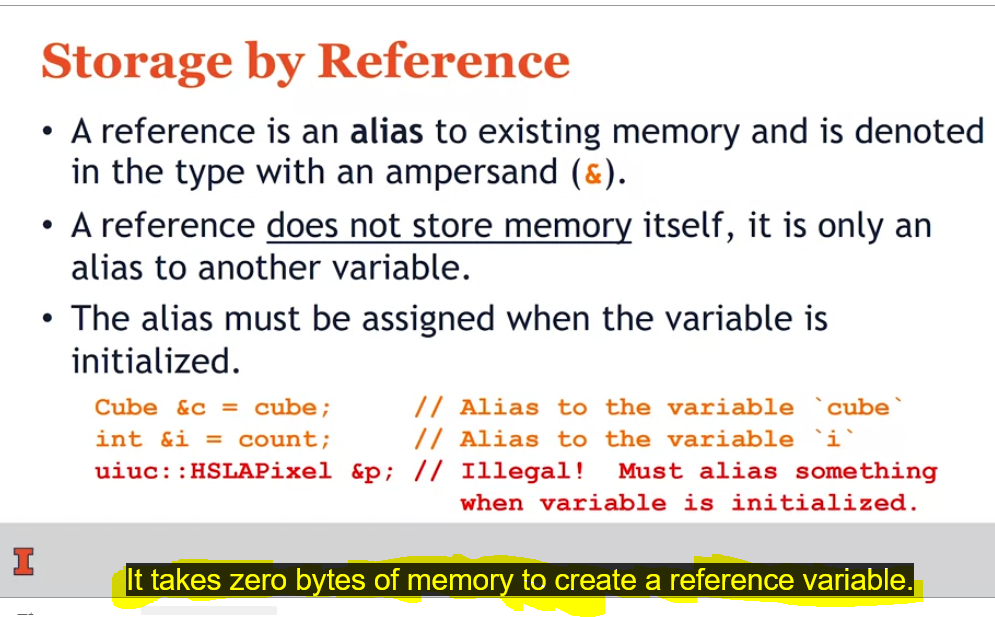 Storage by Reference
• A reference is an alias to existing memory and is denoted
in the type with an ampersand (&).
• A reference does not store memory itself, it is only an
alias to another variable.
• The alias must be assigned when the variable is
initialized.
Cube &c = cube; // Alias to the variable `cube`
int &i = count; // Alias to the variable `i`
uiuc::HSLAPixel &p; // Illegal! Must alias something
when variable is initialized.
I
It takes zero bytes of memory to create a reference variable.